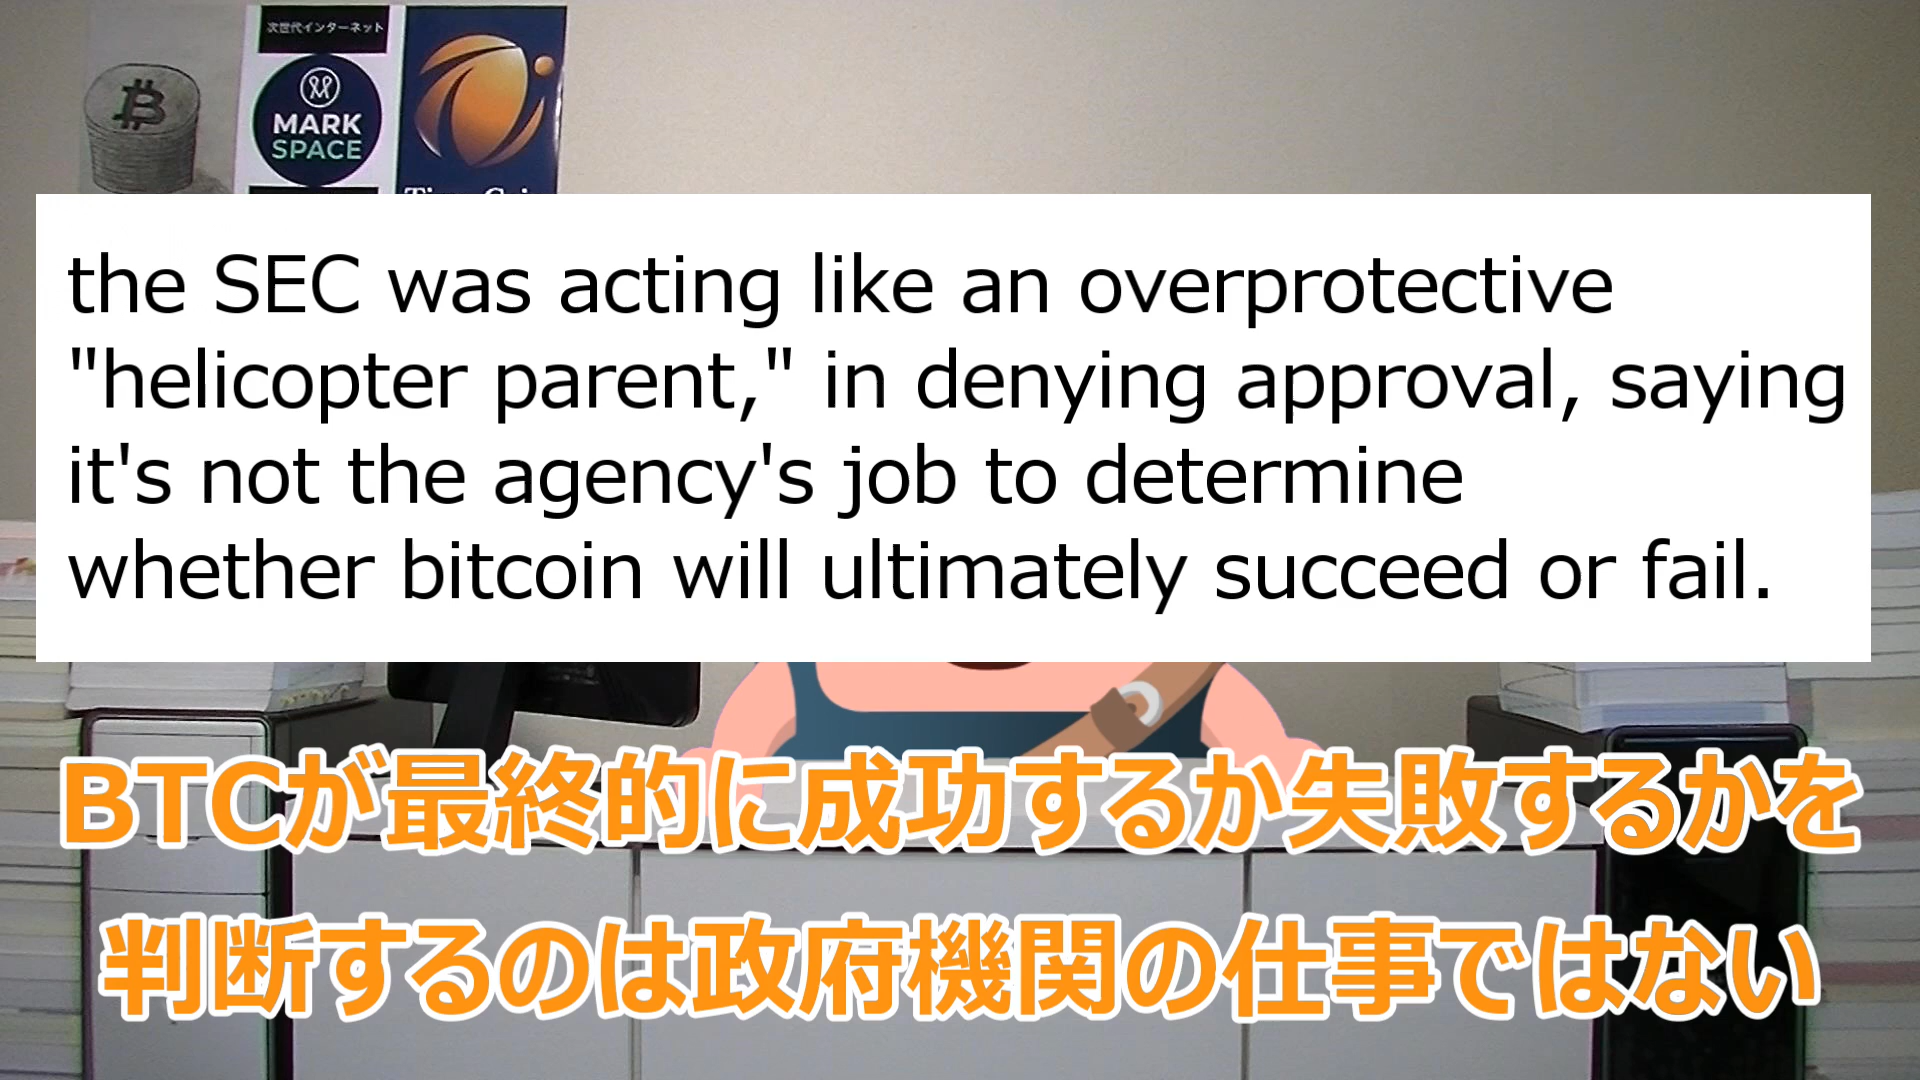 次世代インターネット
MARK
SPACE
the SEC was acting like an overprotective
"helicopter parent," in denying approval, saying
it's not the agency's job to determine
whether bitcoin will ultimately succeed or fail.
BTCが最終的に成功するか失敗するかを
判断するのは政府機関の仕事ではない